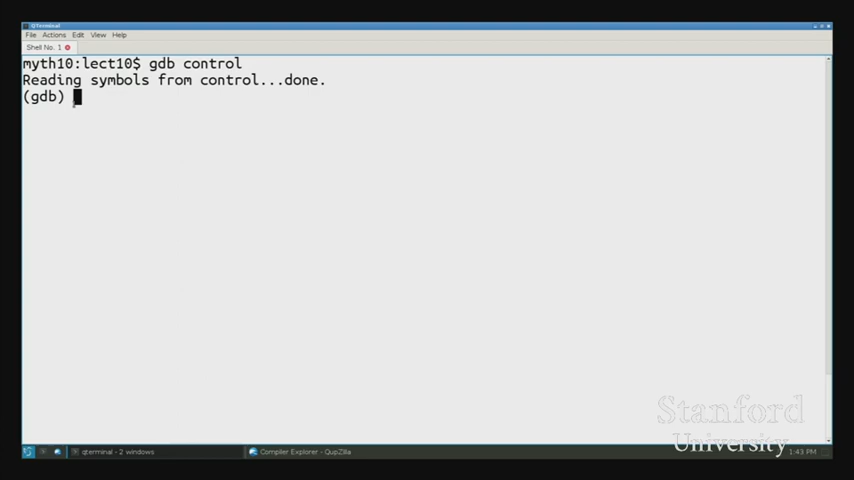 QTerminal
File Actions Edit View Help
Shell No. 1
myth10:lect10$ gdb control
Reading symbols from control...done.
(gdb)
Stanford
University
qterminal - 2 windows
Compiler Explorer - QupZilla
1:43 PM